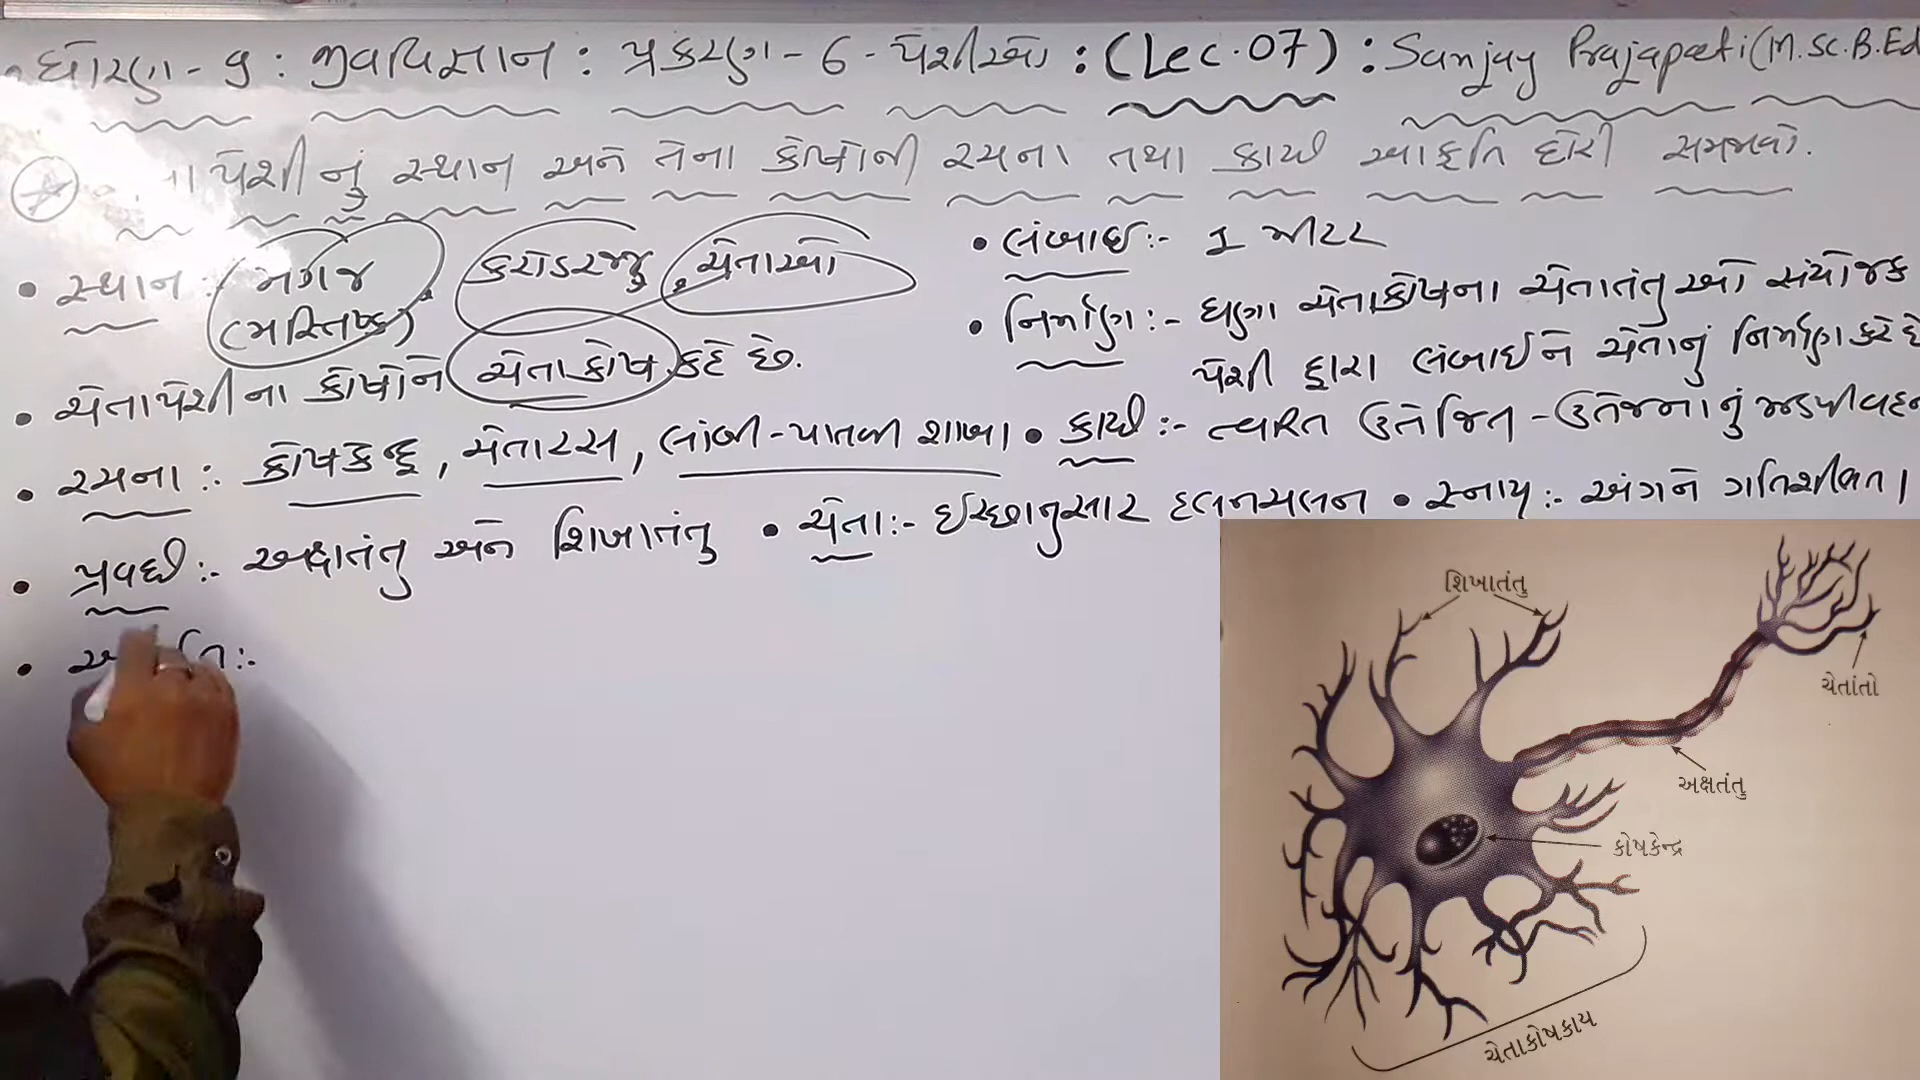 ધોરણ - 9 : જીવવિજ્ઞાન : પ્રકરણ - 6 - પેશીઓ : (Lec. 07) : Sanjay Prajapati (M.Sc. B.Ed
પેશીનું સ્થાન અને તેના કોષોની રચના તથા કાર્ય આકૃતિ દોરી સમજાવો.
• સ્થાન : મગજ (મસ્તિષ્ક), કરોડરજ્જુ, ચેતાઓ
• ચેતાપેશીના કોષોને ચેતાકોષ કહે છે.
• રચના :- કોષકેન્દ્ર, ચેતારસ, લાંબી - પાતળી શાખા
• પ્રવર્ધ :- અક્ષતંતુ અને શિખાતંતુ
• લંબાઈ :- 1 મીટર
• નિર્માણ :- ઘણા ચેતાકોષના ચેતાતંતુઓ સંયોજક
પેશી દ્વારા લંબાઈને ચેતાનું નિર્માણ કરે છે
• કાર્ય :- ત્વરિત ઉત્તેજિત - ઉત્તેજનાનું ઝડપી વહન
• ચેતા :- ઈચ્છાનુસાર હલનચલન • સ્નાયુ :- અંગને ગતિશીલતા
શિખાતંતુ
ચેતાંતો
અક્ષતંતુ
કોષકેન્દ્ર
ચેતાકોષકાય